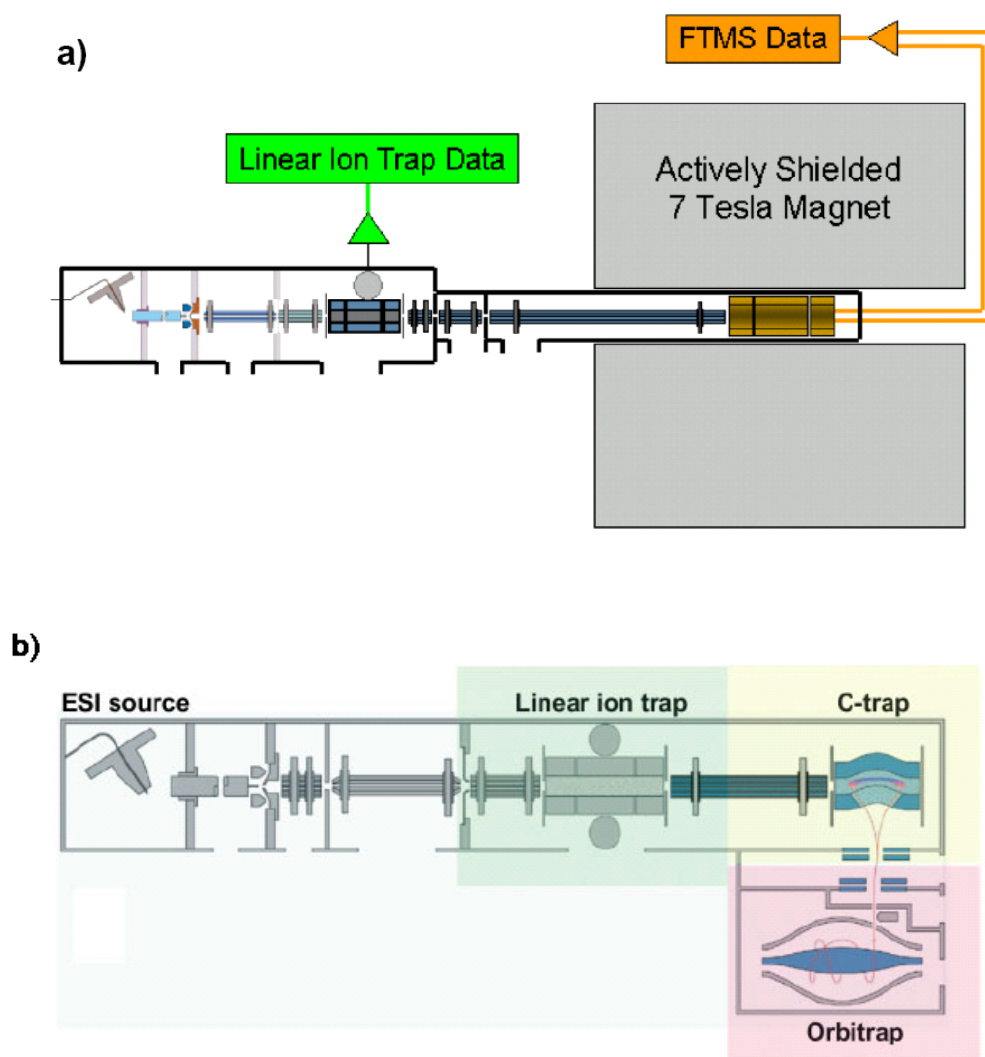 a)
FTMS Data
Linear Ion Trap Data
Actively Shielded
7 Tesla Magnet
b)
ESI source
Linear ion trap
C-trap
Orbitrap